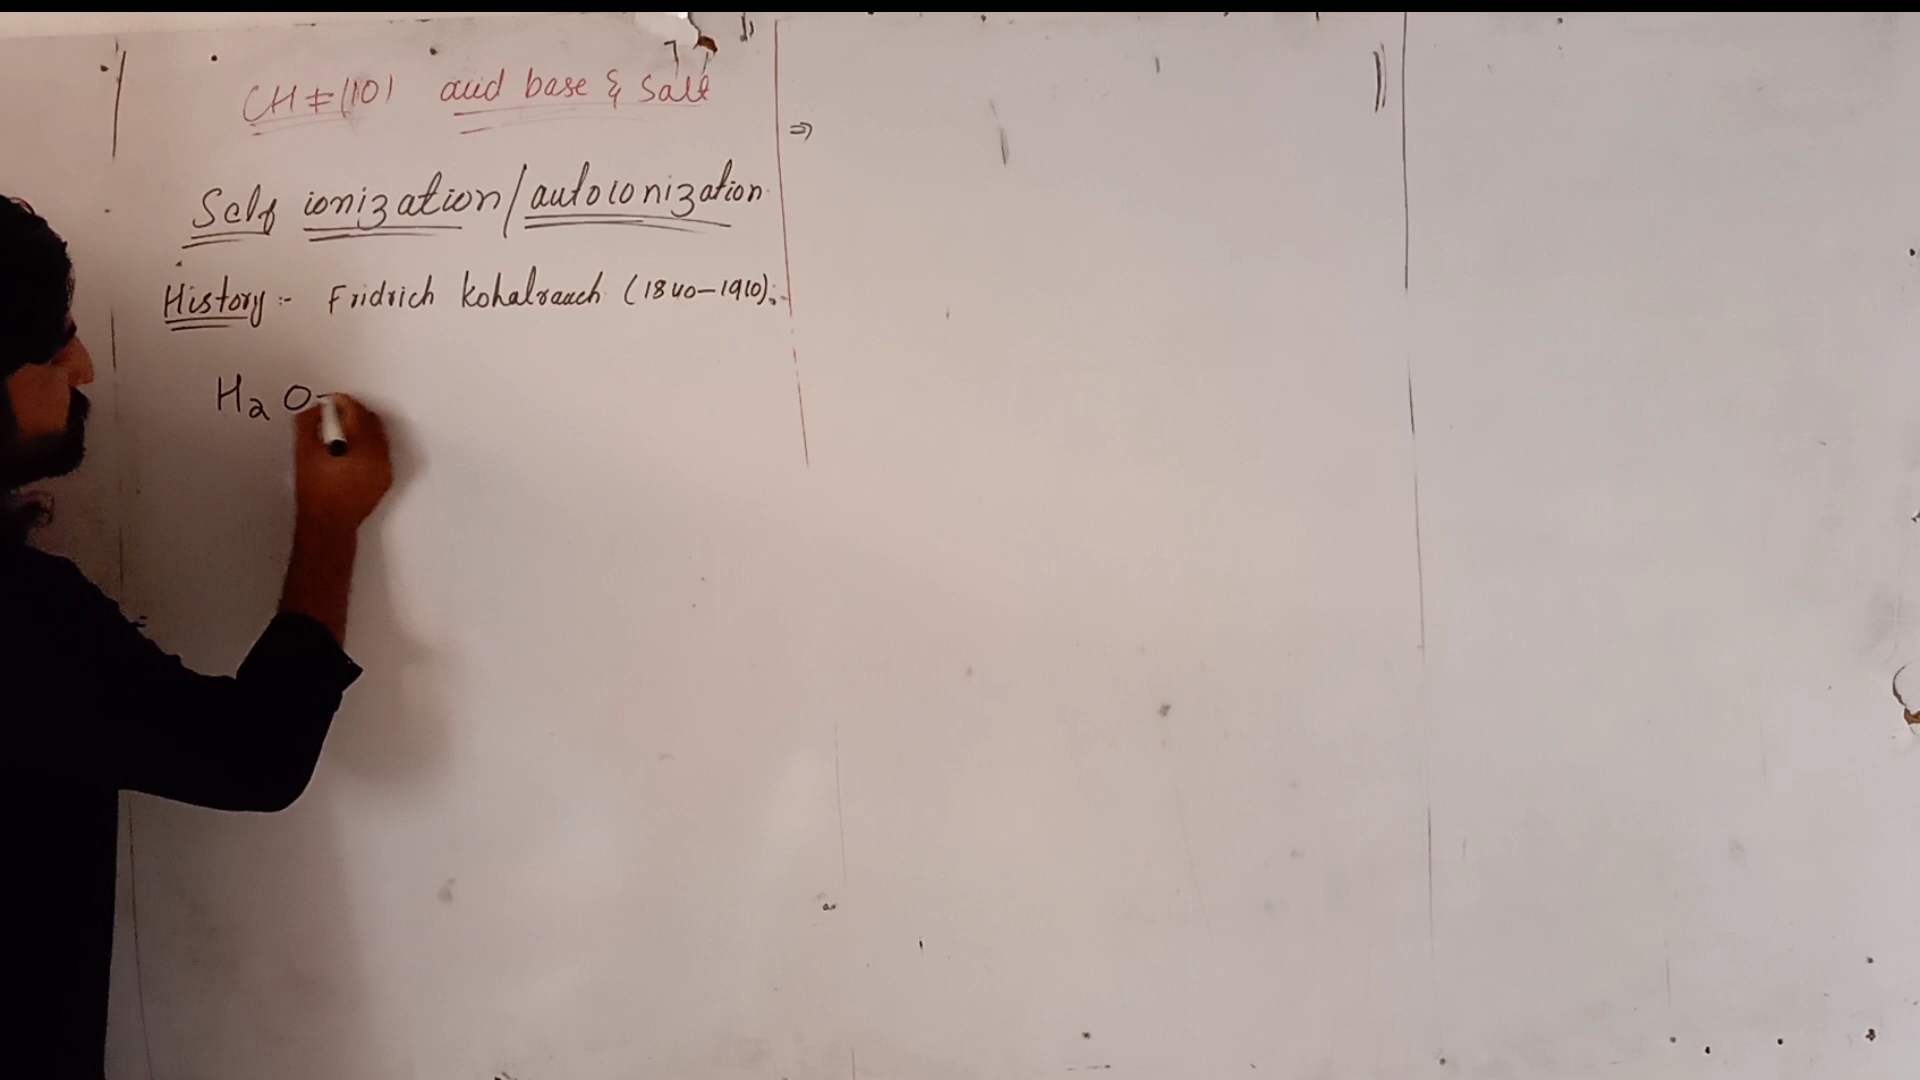 CH # (10) acid base & Salt
Self ionization/autoionization
History :- Fridrich Kohalrauch (1840-1910):-
H2O
⇒